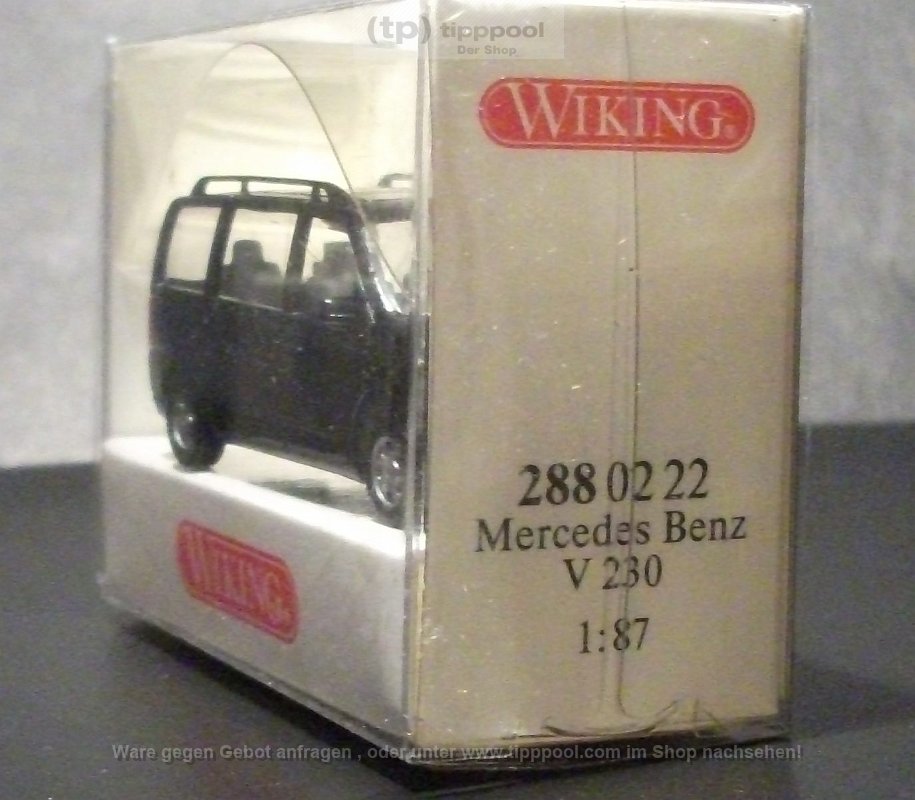 (tp) tipppool
Der Shop
WIKING®
288 02 22
Mercedes Benz
V 230
1:87
WIKING®
Ware gegen Gebot anfragen , oder unter www.tipppool.com im Shop nachsehen!